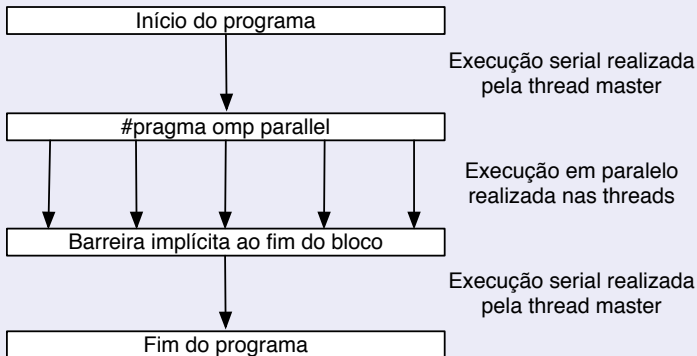 Início do programa
Execução serial realizada
pela thread master
#pragma omp parallel
Execução em paralelo
realizada nas threads
Barreira implícita ao fim do bloco
Execução serial realizada
pela thread master
Fim do programa